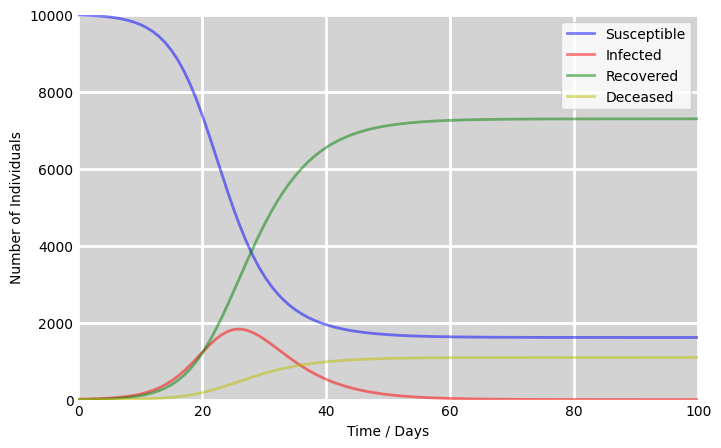 10000
8000
6000
4000
2000
0
Number of Individuals
Susceptible
Infected
Recovered
Deceased
0 20 40 60 80 100
Time / Days